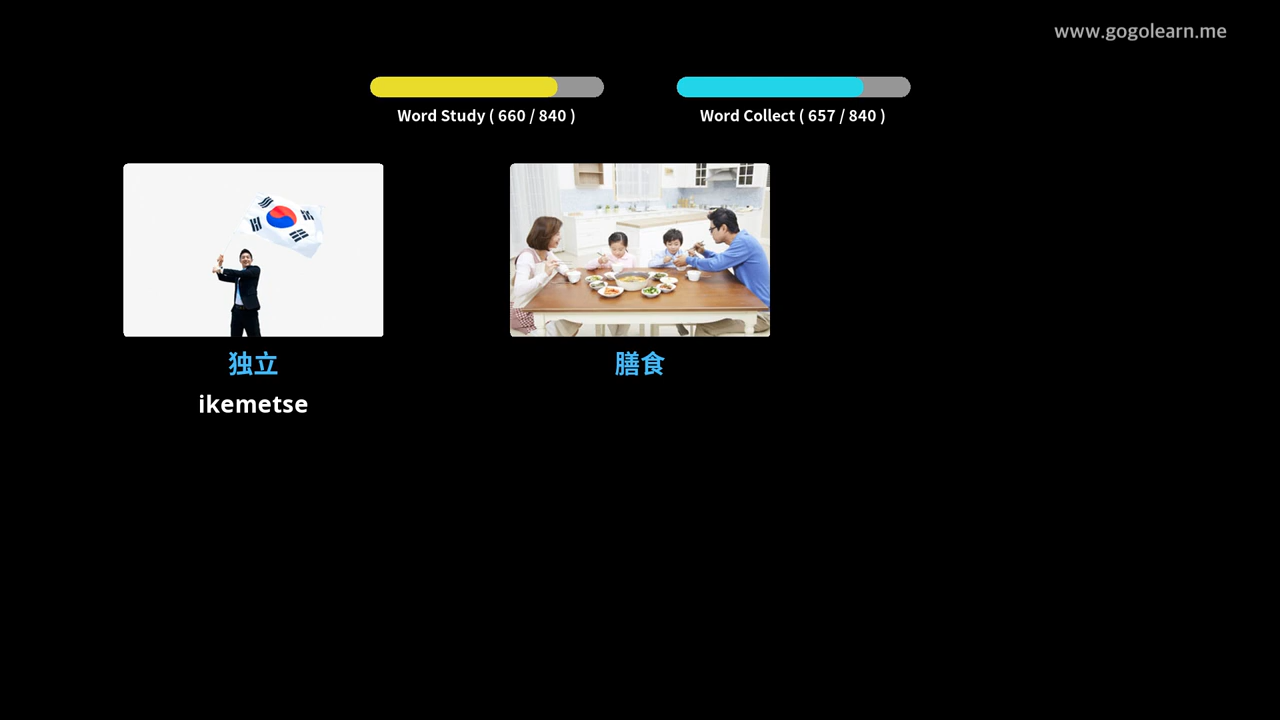 www.gogolearn.me
Word Study ( 660 / 840 )
Word Collect ( 657 / 840 )
独立
膳食
ikemetse